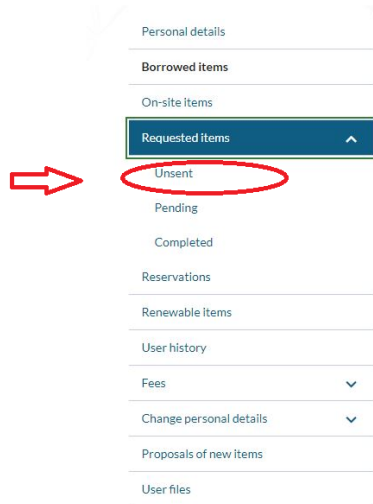 Personal details
Borrowed items
On-site items
Requested items
Unsent
Pending
Completed
Reservations
Renewable items
User history
Fees
Change personal details
Proposals of new items
User files